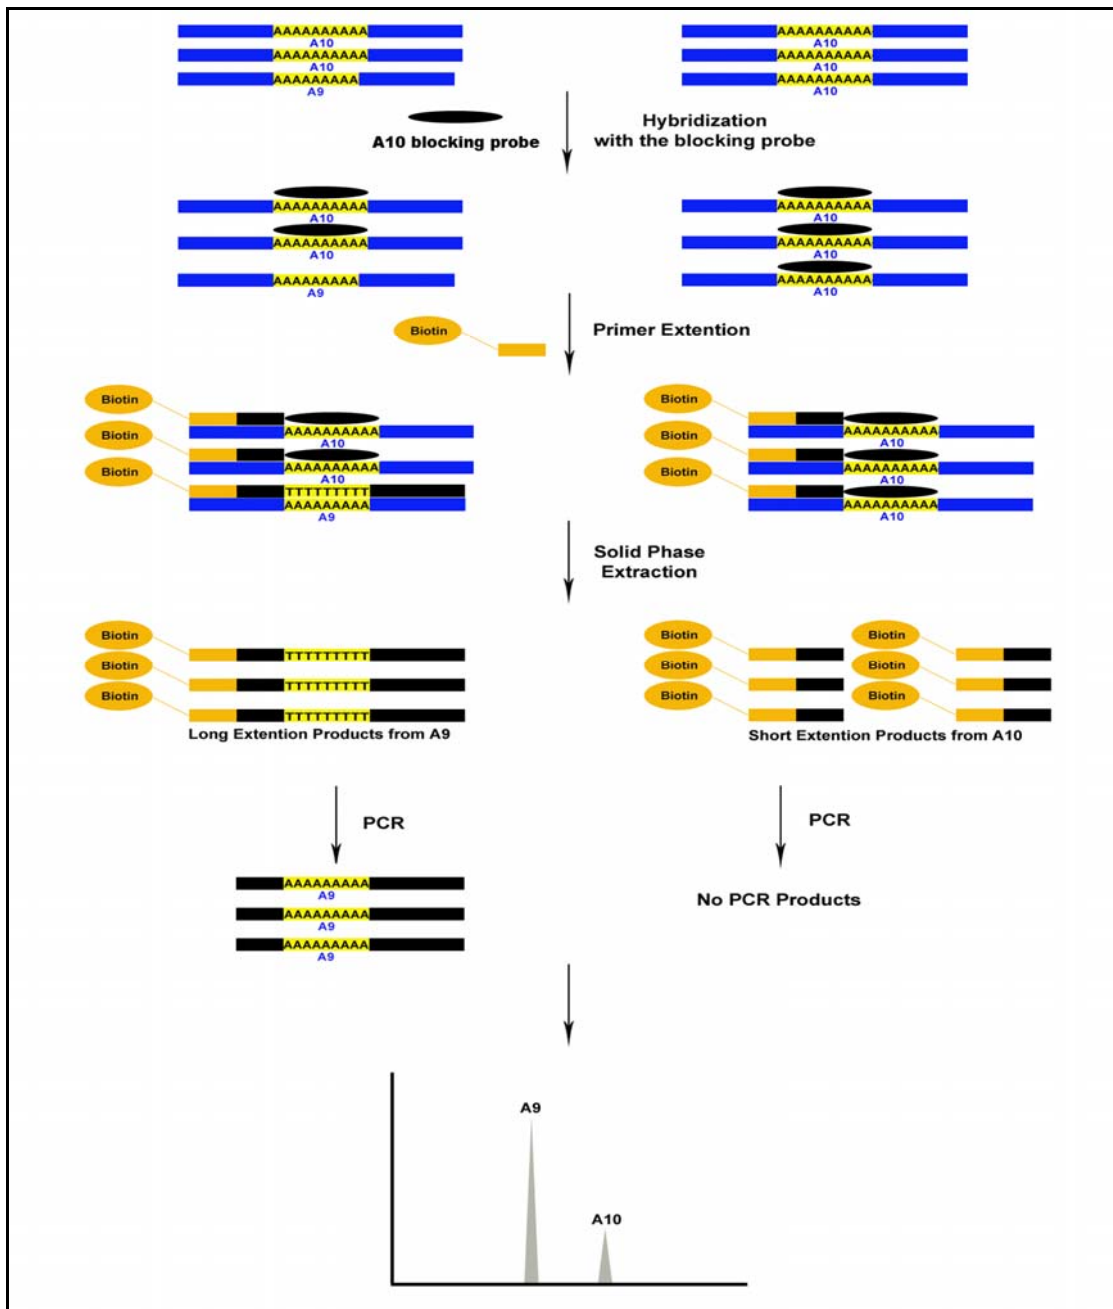 AAAAAAAAAA
A10
AAAAAAAAAA
A10
AAAAAAAAA
A9
AAAAAAAAAA
A10
AAAAAAAAAA
A10
AAAAAAAAAA
A10
A10 blocking probe
Hybridization
with the blocking probe
AAAAAAAAAA
A10
AAAAAAAAAA
A10
AAAAAAAAA
A9
AAAAAAAAAA
A10
AAAAAAAAAA
A10
AAAAAAAAAA
A10
Biotin
Primer Extention
Biotin
AAAAAAAAAA
A10
Biotin
AAAAAAAAAA
A10
Biotin
TTTTTTTTT
AAAAAAAAA
A9
Biotin
AAAAAAAAAA
A10
Biotin
AAAAAAAAAA
A10
Biotin
AAAAAAAAAA
A10
Solid Phase
Extraction
Biotin
TTTTTTTTT
Biotin
TTTTTTTTT
Biotin
TTTTTTTTT
Long Extention Products from A9
Biotin
Biotin
Biotin
Biotin
Biotin
Biotin
Short Extention Products from A10
PCR
PCR
AAAAAAAAA
A9
AAAAAAAAA
A9
AAAAAAAAA
A9
No PCR Products
A9
A10